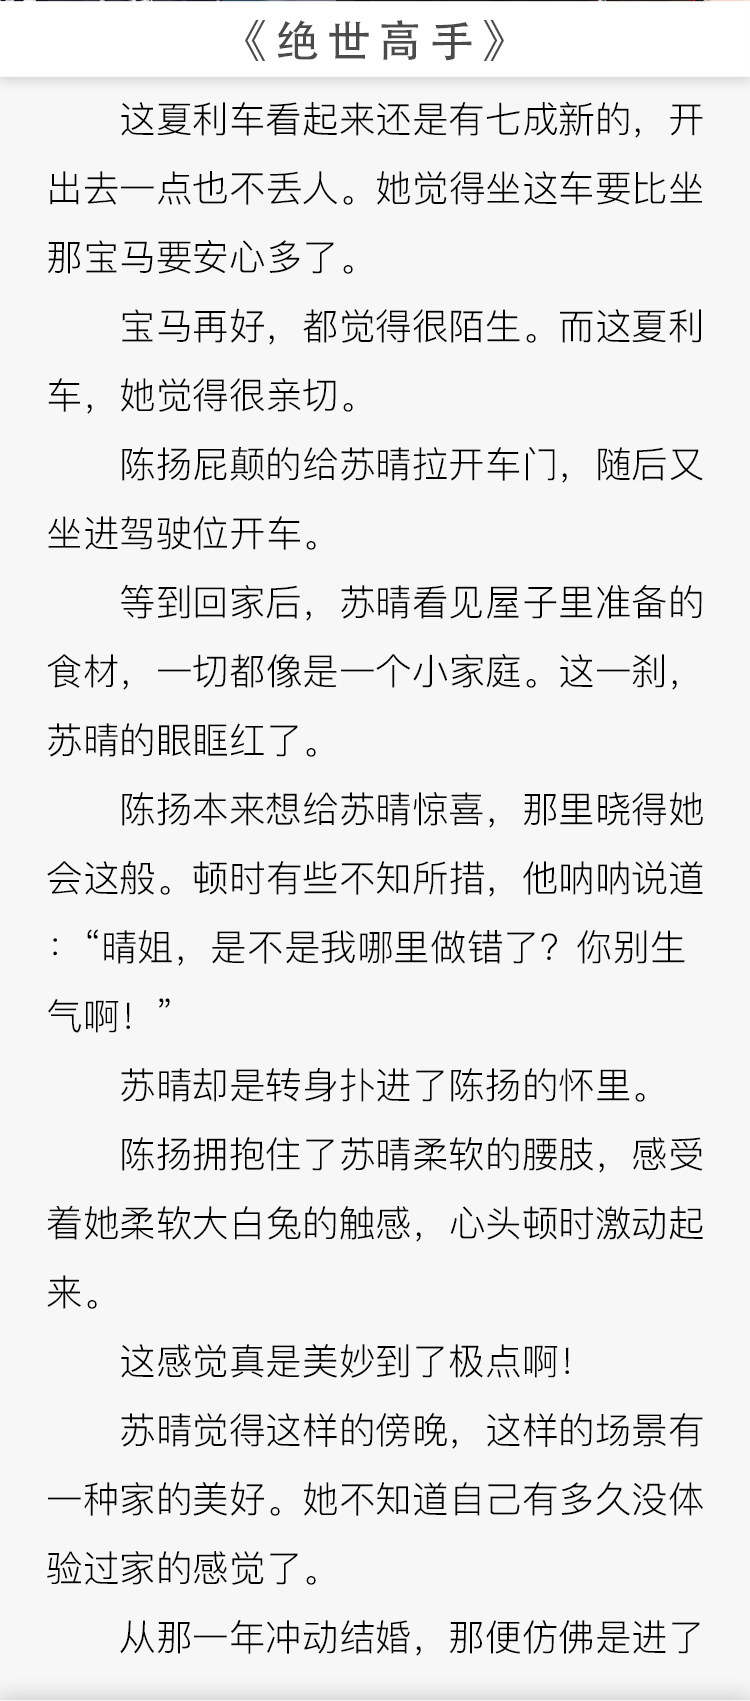 《绝世高手》
这夏利车看起来还是有七成新的，开
出去一点也不丢人。她觉得坐这车要比坐
那宝马要安心多了。
宝马再好，都觉得很陌生。而这夏利
车，她觉得很亲切。
陈扬屁颠的给苏晴拉开车门，随后又
坐进驾驶位开车。
等到回家后，苏晴看见屋子里准备的
食材，一切都像是一个小家庭。这一刹，
苏晴的眼眶红了。
陈扬本来想给苏晴惊喜，那里晓得她
会这般。顿时有些不知所措，他呐呐说道
：“晴姐，是不是我哪里做错了？你别生
气啊！”
苏晴却是转身扑进了陈扬的怀里。
陈扬拥抱住了苏晴柔软的腰肢，感受
着她柔软大白兔的触感，心头顿时激动起
来。
这感觉真是美妙到了极点啊！
苏晴觉得这样的傍晚，这样的场景有
一种家的美好。她不知道自己有多久没体
验过家的感觉了。
从那一年冲动结婚，那便仿佛是进了